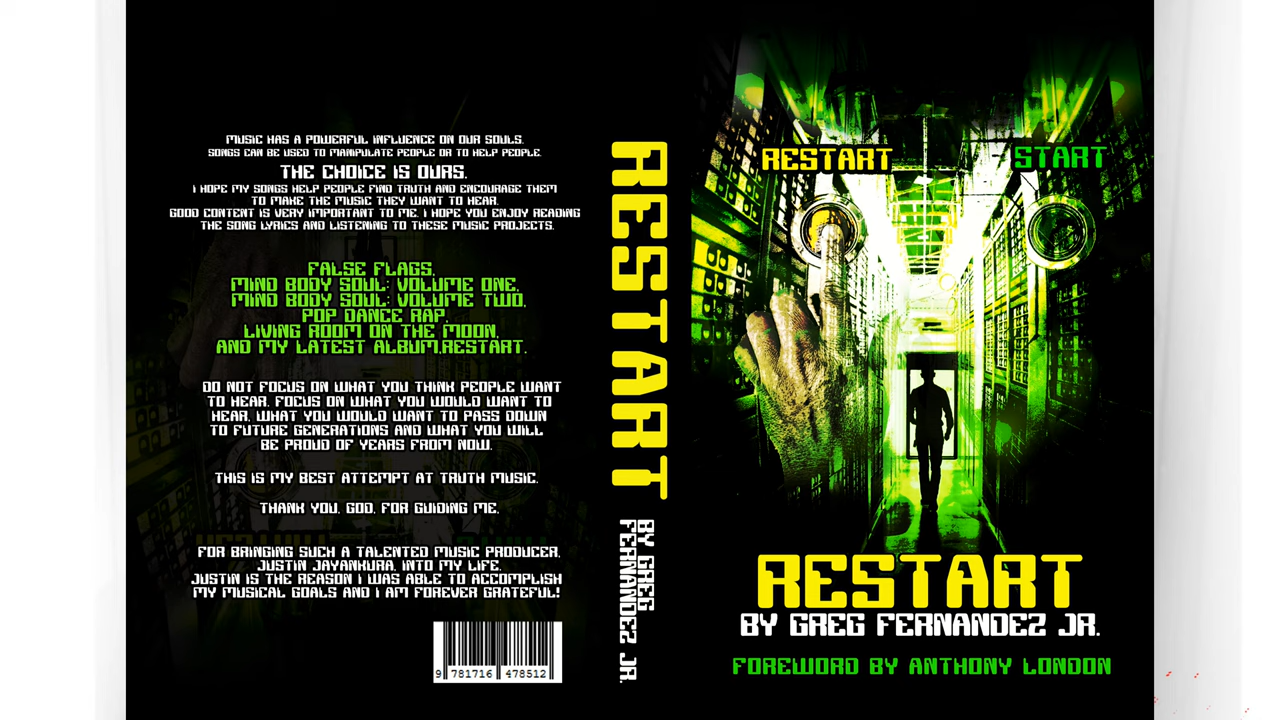 MUSIC HAS A POWERFUL INFLUENCE ON OUR SOULS.
SONGS CAN BE USED TO MANIPULATE PEOPLE OR TO HELP PEOPLE.
THE CHOICE IS OURS.
I HOPE MY SONGS HELP PEOPLE FIND TRUTH AND ENCOURAGE THEM
TO MAKE THE MUSIC THEY WANT TO HEAR.
GOOD CONTENT IS VERY IMPORTANT TO ME. I HOPE YOU ENJOY READING
THE SONG LYRICS AND LISTENING TO THESE MUSIC PROJECTS.
FALSE FLAGS,
MIND BODY SOUL: VOLUME ONE,
MIND BODY SOUL: VOLUME TWO,
POP DANCE RAP,
LIVING ROOM ON THE MOON,
AND MY LATEST ALBUM,RESTART.
DO NOT FOCUS ON WHAT YOU THINK PEOPLE WANT
TO HEAR. FOCUS ON WHAT YOU WOULD WANT TO
HEAR, WHAT YOU WOULD WANT TO PASS DOWN
TO FUTURE GENERATIONS AND WHAT YOU WILL
BE PROUD OF YEARS FROM NOW.
THIS IS MY BEST ATTEMPT AT TRUTH MUSIC.
THANK YOU, GOD, FOR GUIDING ME,
FOR BRINGING SUCH A TALENTED MUSIC PRODUCER,
JUSTIN JAYANKURA, INTO MY LIFE.
JUSTIN IS THE REASON I WAS ABLE TO ACCOMPLISH
MY MUSICAL GOALS AND I AM FOREVER GRATEFUL!
9 781716 478512
RESTART
BY GREG
FERNANDEZ JR.
RESTART
START
RESTART
BY GREG FERNANDEZ JR.
FOREWORD BY ANTHONY LONDON